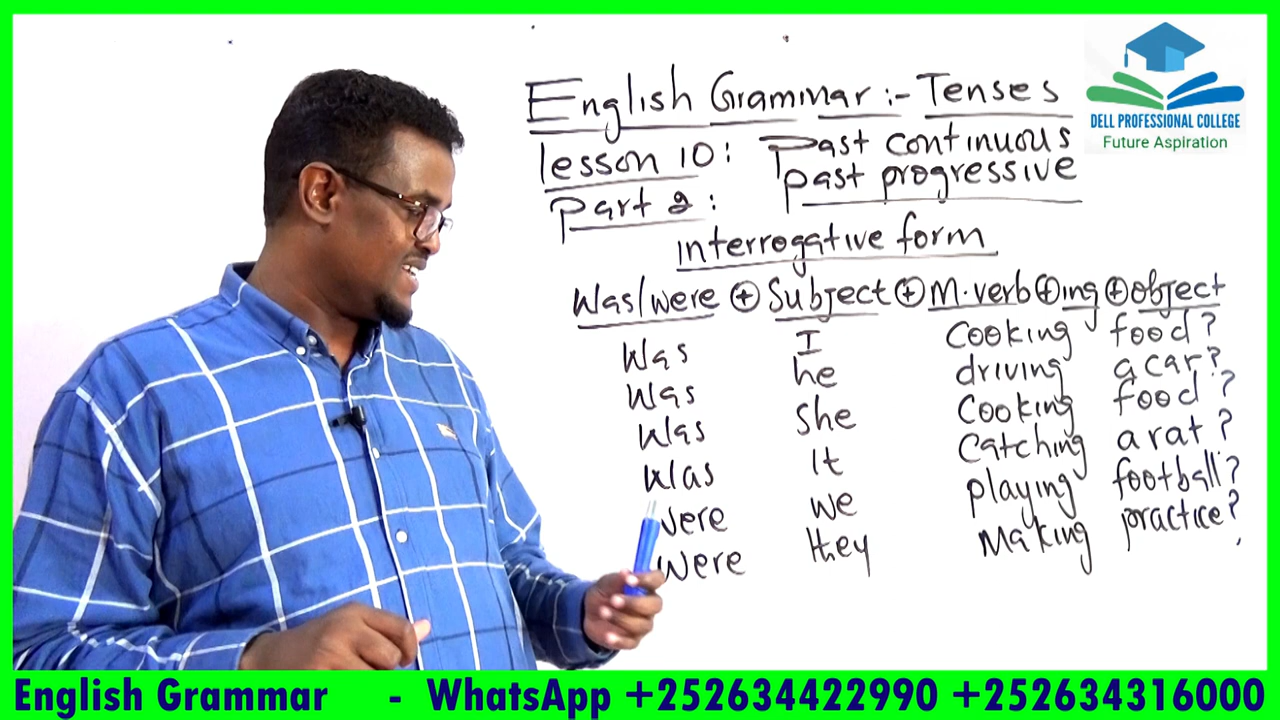 English Grammar :- Tenses
DELL PROFESSIONAL COLLEGE
Future Aspiration
lesson 10: Past continuous
Part 2: past progressive
interrogative form
Was/were + Subject + M.verb + ing + object
Was I Cooking food?
Was he driving a car?
Was she Cooking food?
Was It Catching a rat?
were we playing football?
Were they Making practice?
English Grammar - WhatsApp +252634422990 +252634316000